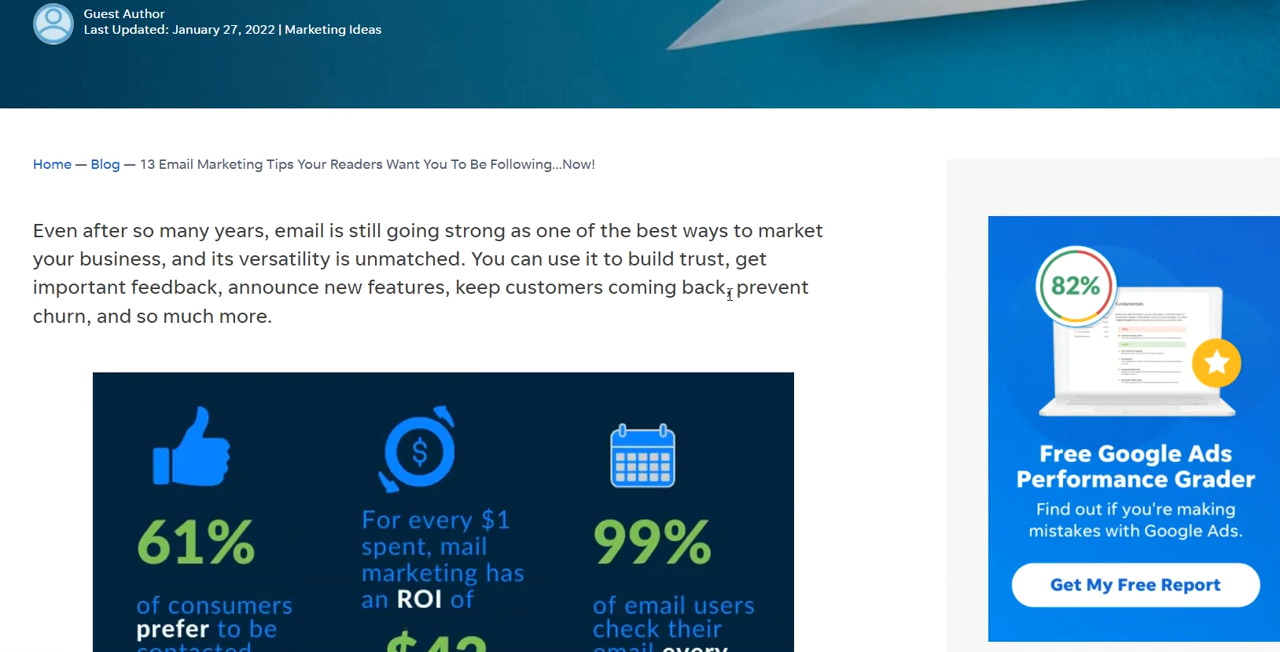 Guest Author
Last Updated: January 27, 2022 | Marketing Ideas
Home — Blog — 13 Email Marketing Tips Your Readers Want You To Be Following...Now!
Even after so many years, email is still going strong as one of the best ways to market
your business, and its versatility is unmatched. You can use it to build trust, get
important feedback, announce new features, keep customers coming back, prevent
churn, and so much more.
61%
of consumers
prefer to be
contacted
For every $1
spent, mail
marketing has
an ROI of
$42
99%
of email users
check their
email every
82%
Free Google Ads
Performance Grader
Find out if you're making
mistakes with Google Ads.
Get My Free Report